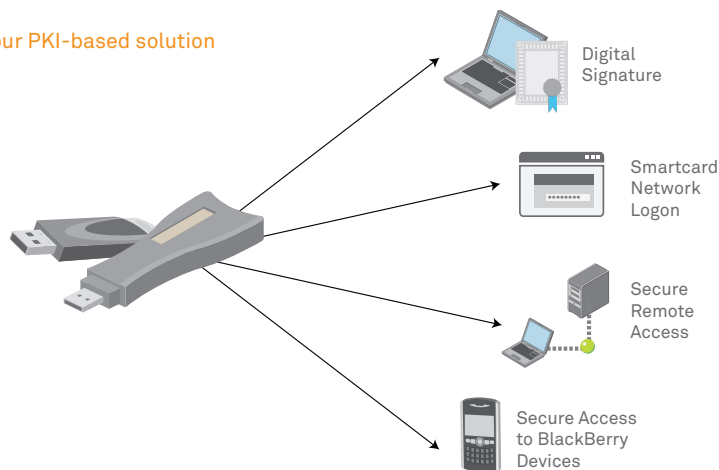 our PKI-based solution
Digital
Signature
Smartcard
Network
Logon
Secure
Remote
Access
Secure Access
to BlackBerry
Devices